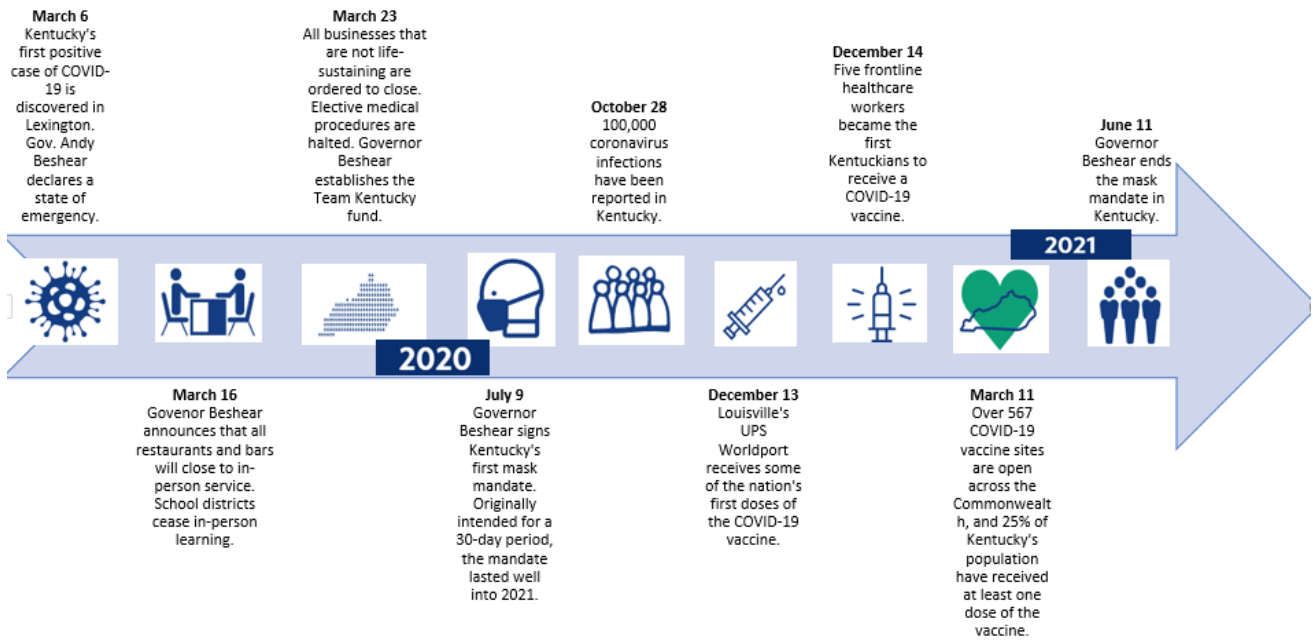 March 6
Kentucky's
first positive
case of COVID-
19 is
discovered in
Lexington.
Gov. Andy
Beshear
declares a
state of
emergency.
March 23
All businesses that
are not life-
sustaining are
ordered to close.
Elective medical
procedures are
halted. Governor
Beshear
establishes the
Team Kentucky
fund.
October 28
100,000
coronavirus
infections
have been
reported in
Kentucky.
December 14
Five frontline
healthcare
workers
became the
first
Kentuckians to
receive a
COVID-19
vaccine.
June 11
Governor
Beshear ends
the mask
mandate in
Kentucky.
2021
2020
March 16
Govenor Beshear
announces that all
restaurants and bars
will close to in-
person service.
School districts
cease in-person
learning.
July 9
Governor
Beshear signs
Kentucky's
first mask
mandate.
Originally
intended for a
30-day period,
the mandate
lasted well
into 2021.
December 13
Louisville's
UPS
Worldport
receives some
of the nation's
first doses of
the COVID-19
vaccine.
March 11
Over 567
COVID-19
vaccine sites
are open
across the
Commonwealt
h, and 25% of
Kentucky's
population
have received
at least one
dose of the
vaccine.